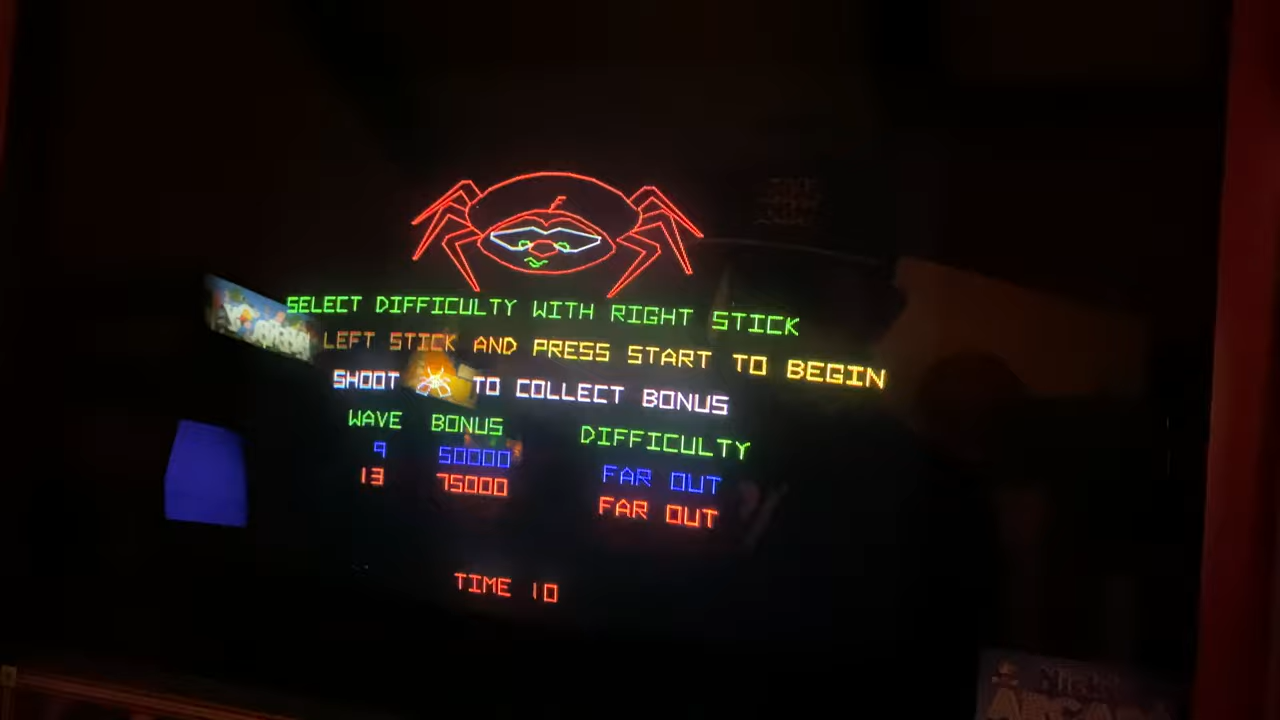 SELECT DIFFICULTY WITH RIGHT STICK
LEFT STICK AND PRESS START TO BEGIN
SHOOT TO COLLECT BONUS
WAVE BONUS DIFFICULTY
9 50000 FAR OUT
13 75000 FAR OUT
TIME 10